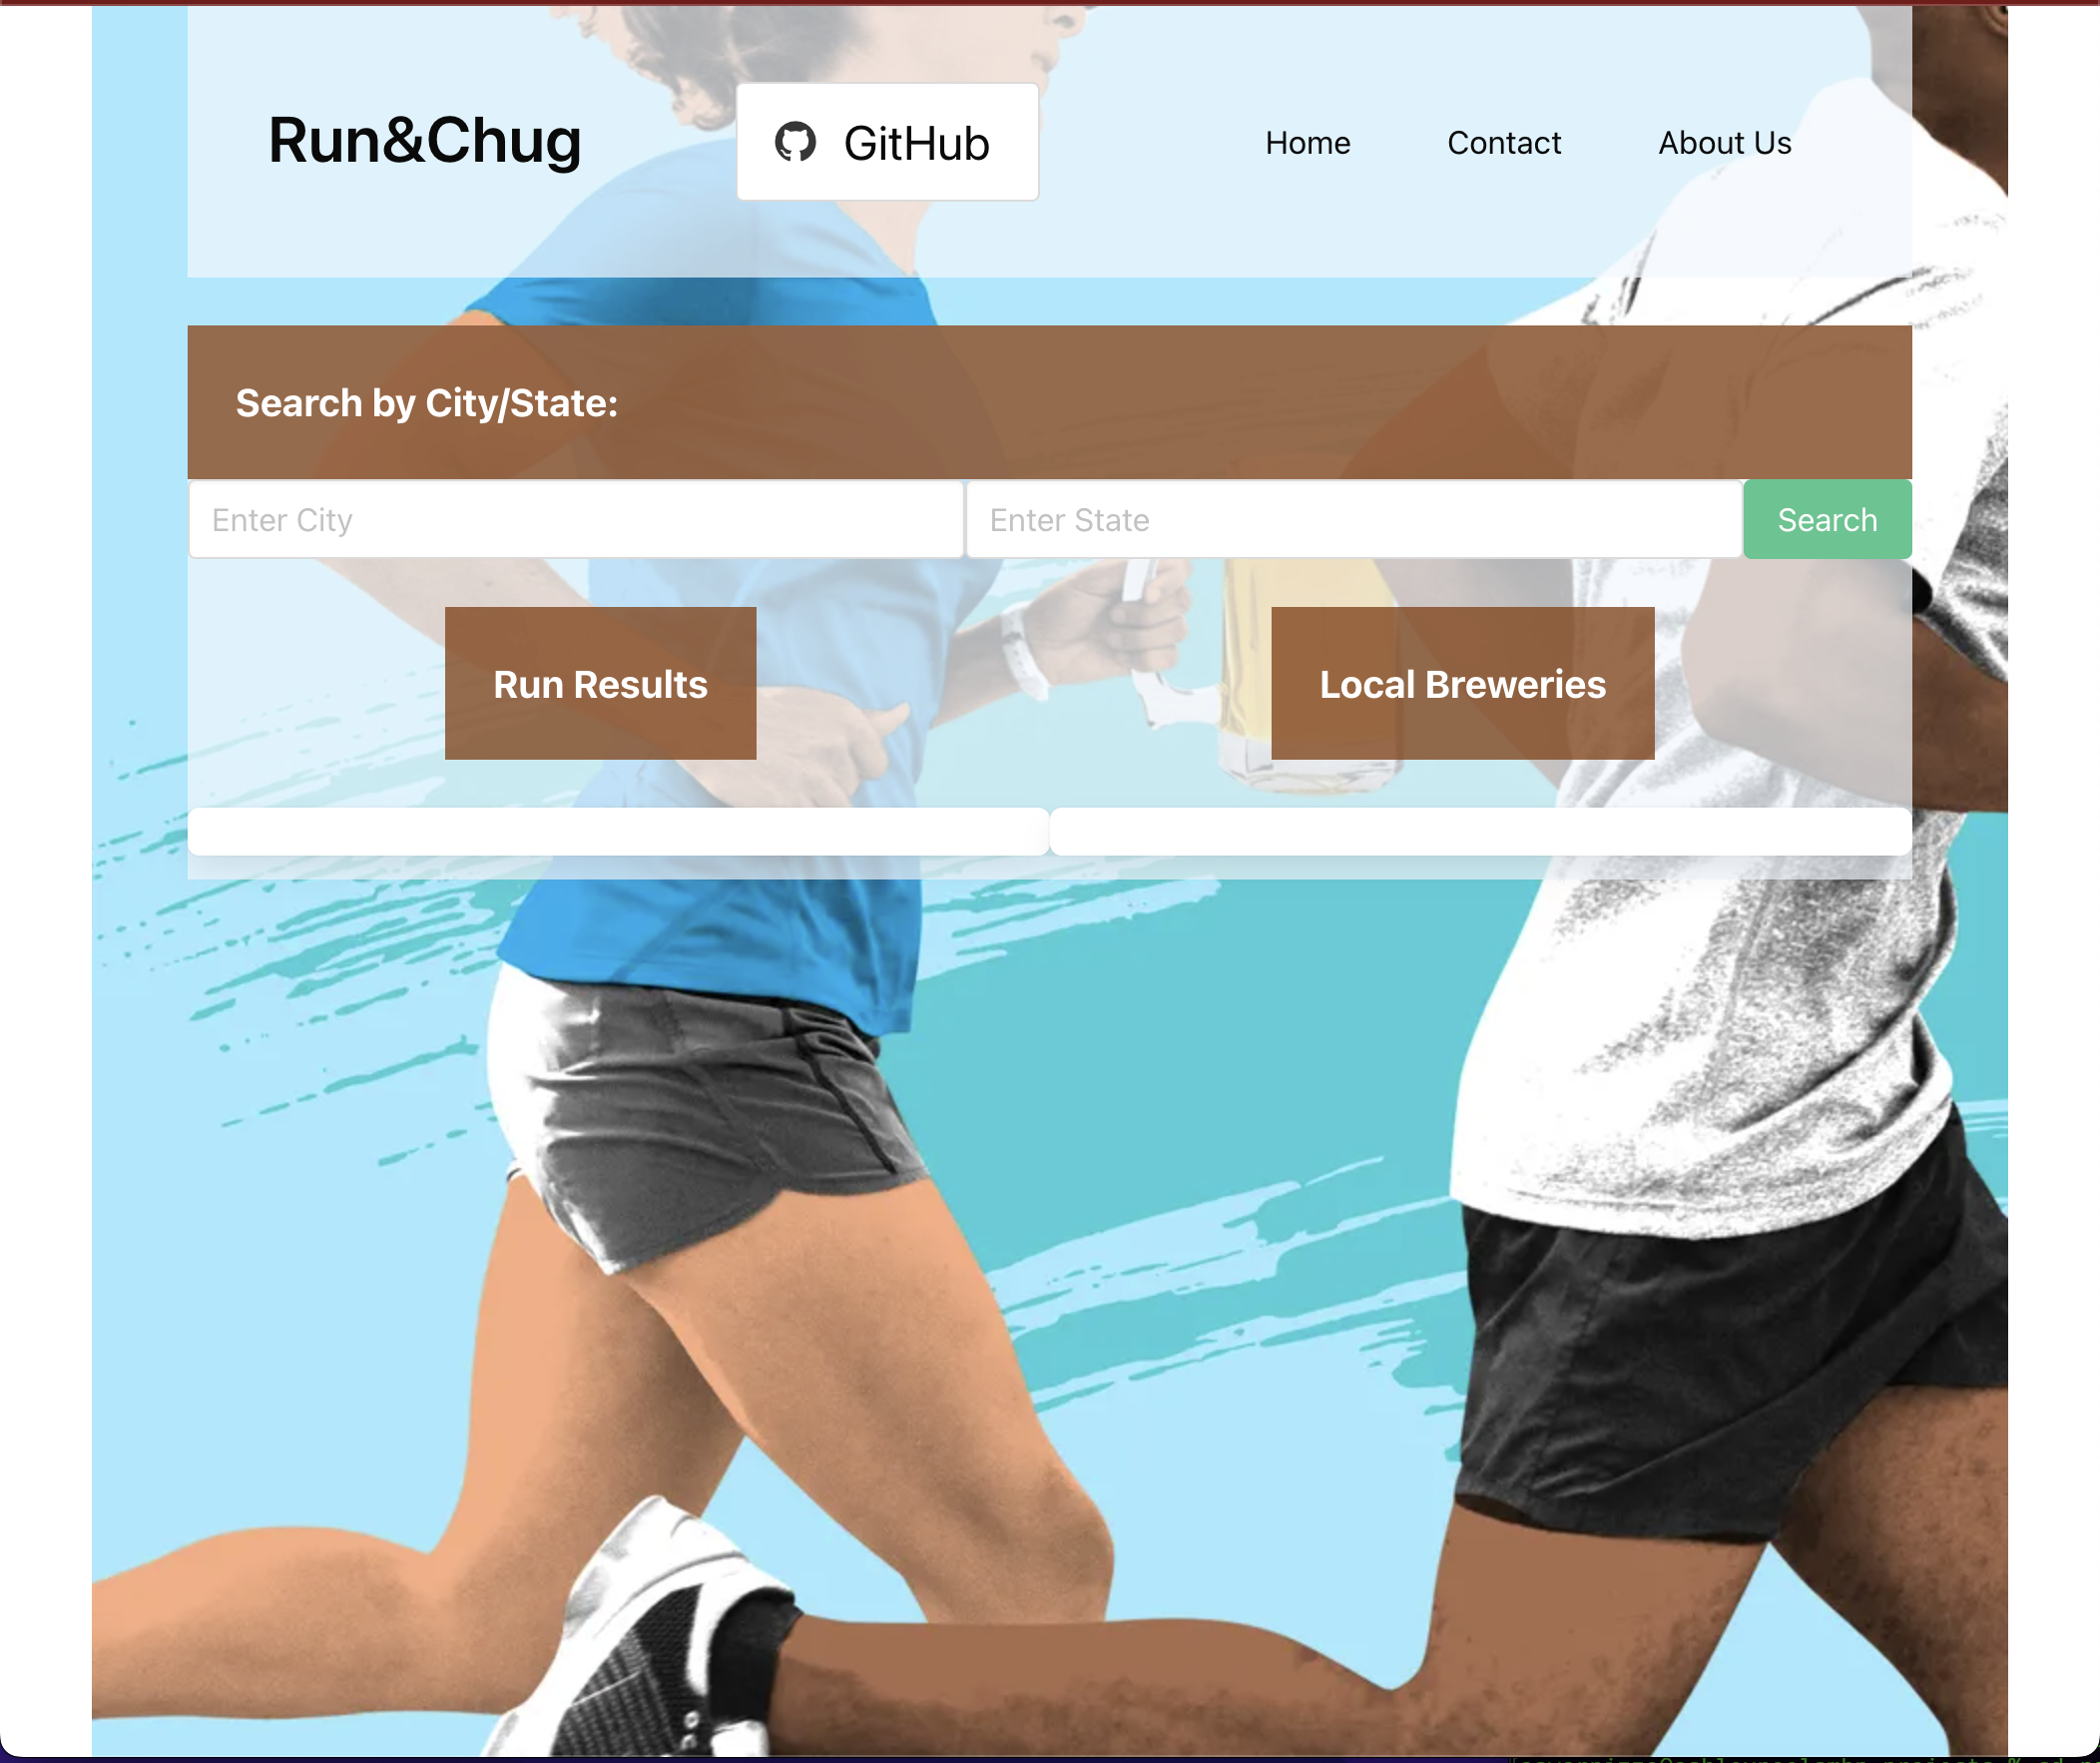 Run&Chug
GitHub
Home
Contact
About Us
Search by City/State:
Enter City
Enter State
Search
Run Results
Local Breweries